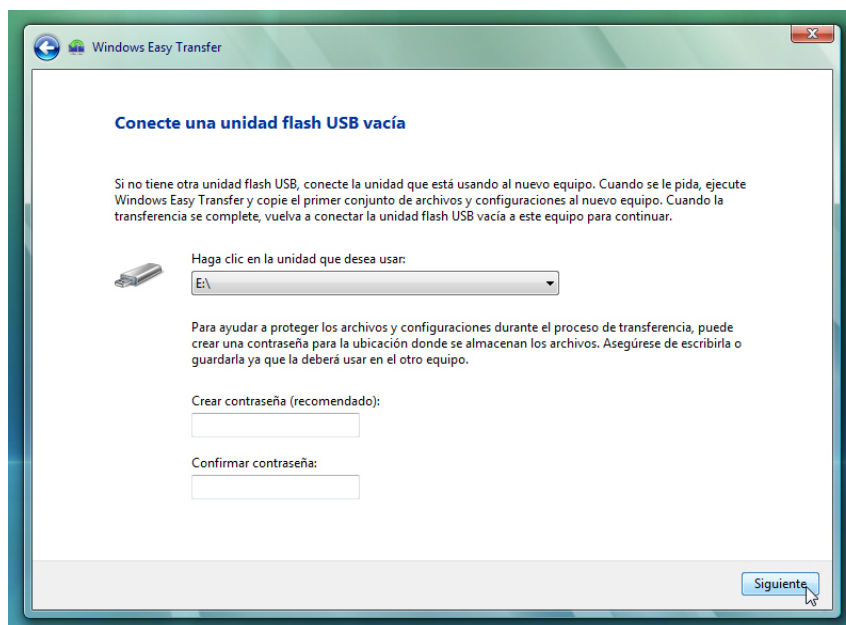 Windows Easy Transfer
Conecte una unidad flash USB vacía
Si no tiene otra unidad flash USB, conecte la unidad que está usando al nuevo equipo. Cuando se le pida, ejecute
Windows Easy Transfer y copie el primer conjunto de archivos y configuraciones al nuevo equipo. Cuando la
transferencia se complete, vuelva a conectar la unidad flash USB vacía a este equipo para continuar.
Haga clic en la unidad que desea usar:
E:\
Para ayudar a proteger los archivos y configuraciones durante el proceso de transferencia, puede
crear una contraseña para la ubicación donde se almacenan los archivos. Asegúrese de escribirla o
guardarla ya que la deberá usar en el otro equipo.
Crear contraseña (recomendado):
Confirmar contraseña:
Siguiente